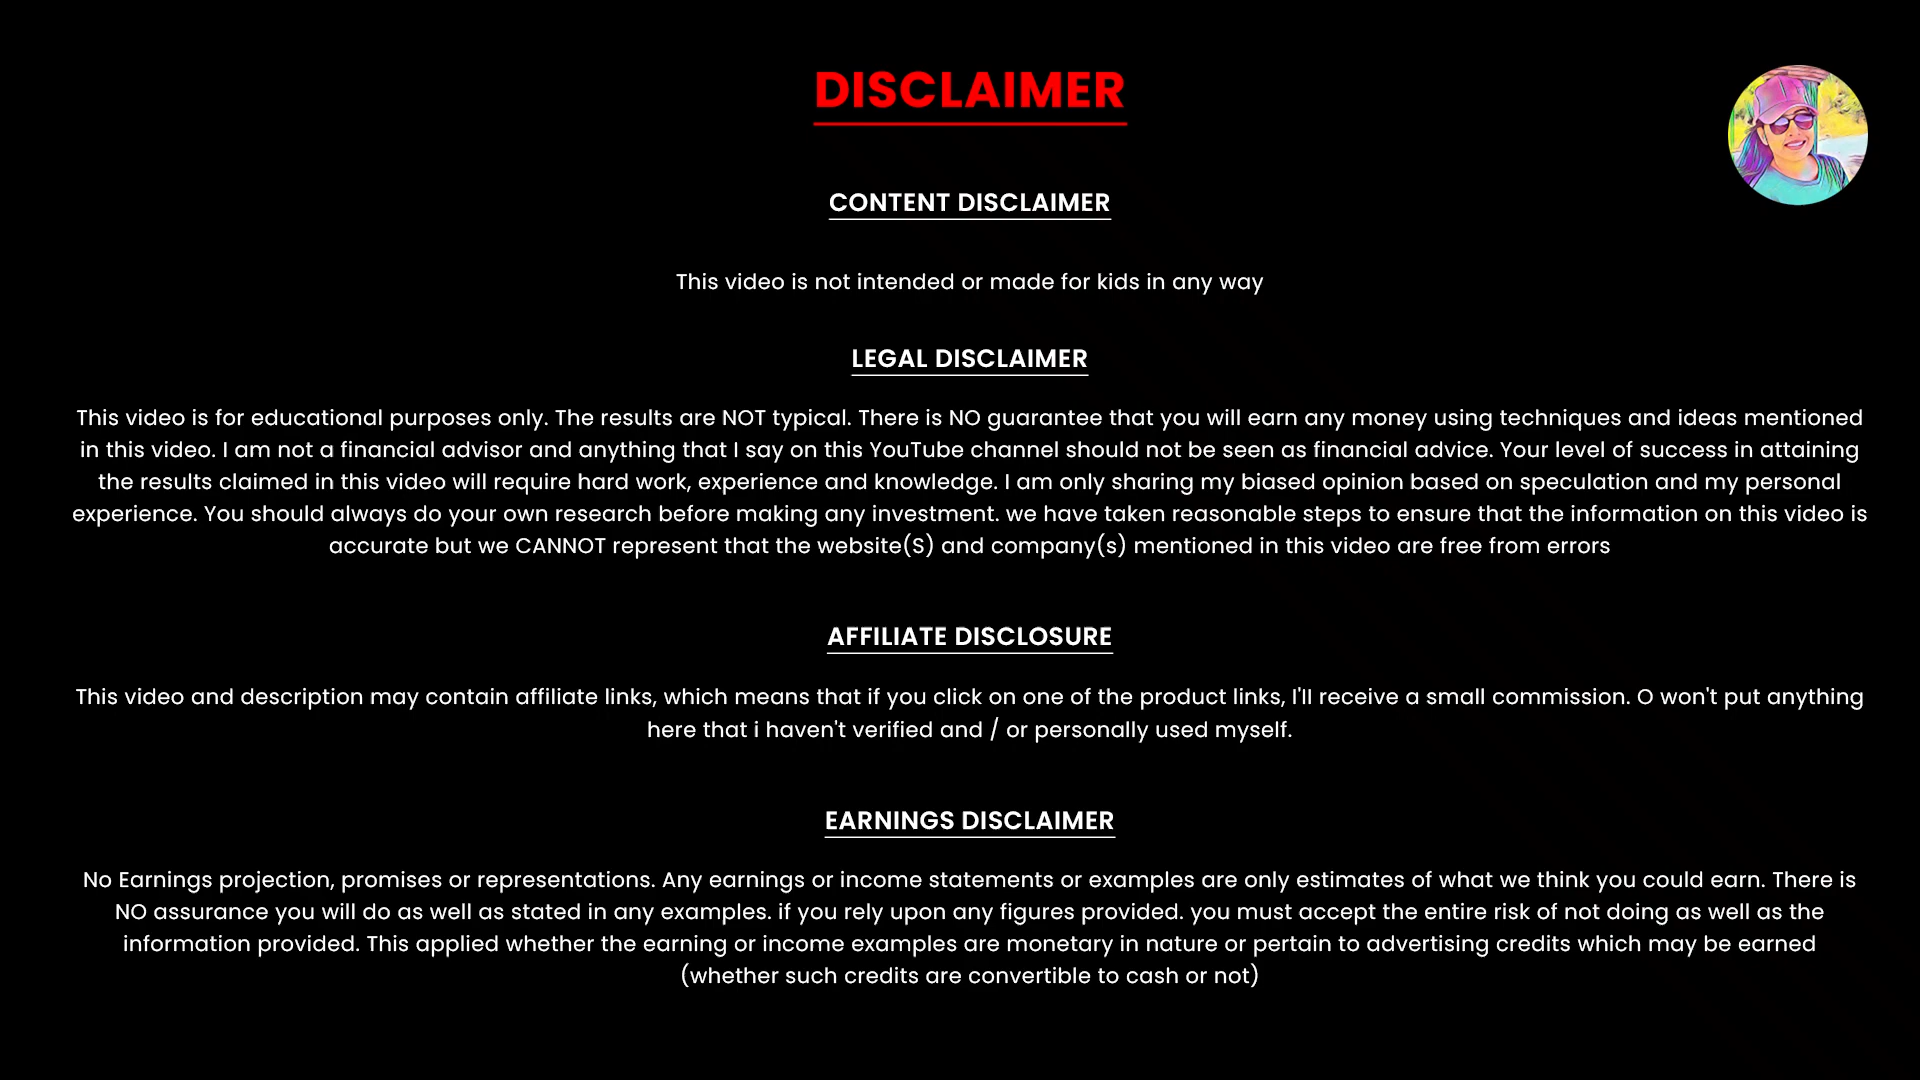 DISCLAIMER
CONTENT DISCLAIMER
This video is not intended or made for kids in any way
LEGAL DISCLAIMER
This video is for educational purposes only. The results are NOT typical. There is NO guarantee that you will earn any money using techniques and ideas mentioned
in this video. I am not a financial advisor and anything that I say on this YouTube channel should not be seen as financial advice. Your level of success in attaining
the results claimed in this video will require hard work, experience and knowledge. I am only sharing my biased opinion based on speculation and my personal
experience. You should always do your own research before making any investment. we have taken reasonable steps to ensure that the information on this video is
accurate but we CANNOT represent that the website(S) and company(s) mentioned in this video are free from errors
AFFILIATE DISCLOSURE
This video and description may contain affiliate links, which means that if you click on one of the product links, I'll receive a small commission. O won't put anything
here that i haven't verified and / or personally used myself.
EARNINGS DISCLAIMER
No Earnings projection, promises or representations. Any earnings or income statements or examples are only estimates of what we think you could earn. There is
NO assurance you will do as well as stated in any examples. if you rely upon any figures provided. you must accept the entire risk of not doing as well as the
information provided. This applied whether the earning or income examples are monetary in nature or pertain to advertising credits which may be earned
(whether such credits are convertible to cash or not)